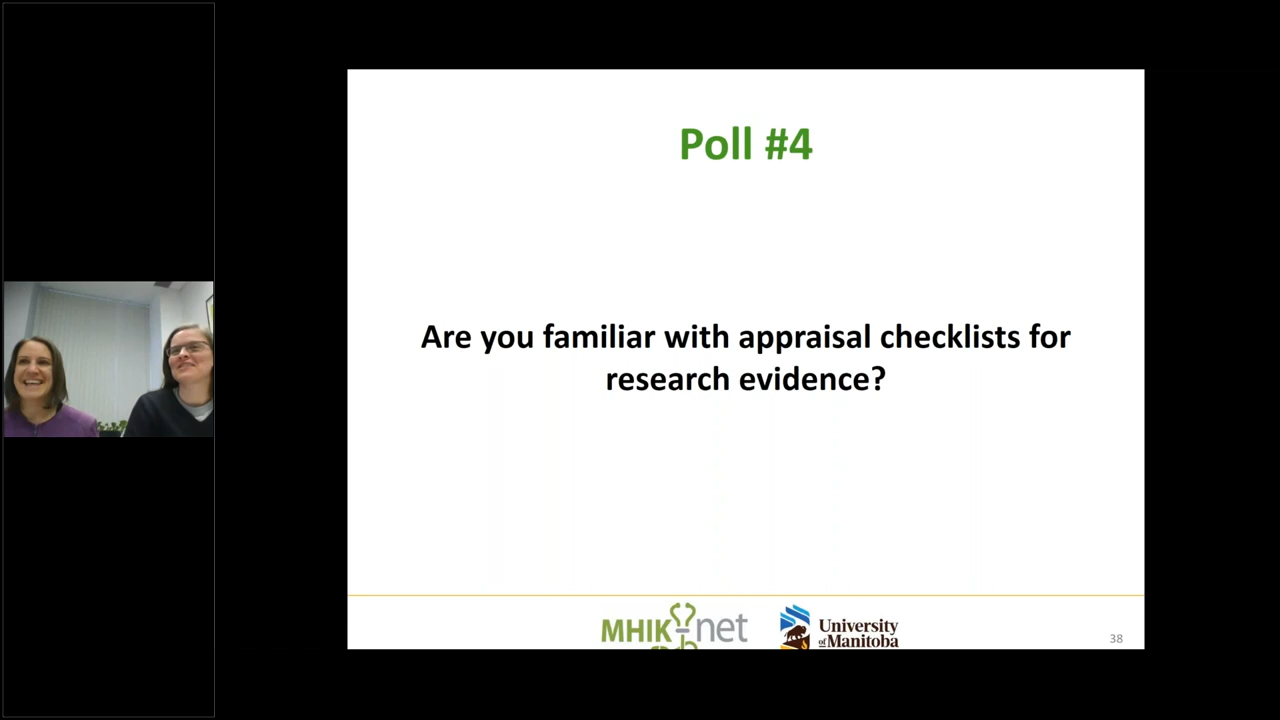 Poll #4
Are you familiar with appraisal checklists for
research evidence?
MHIK-net
University
of Manitoba
38